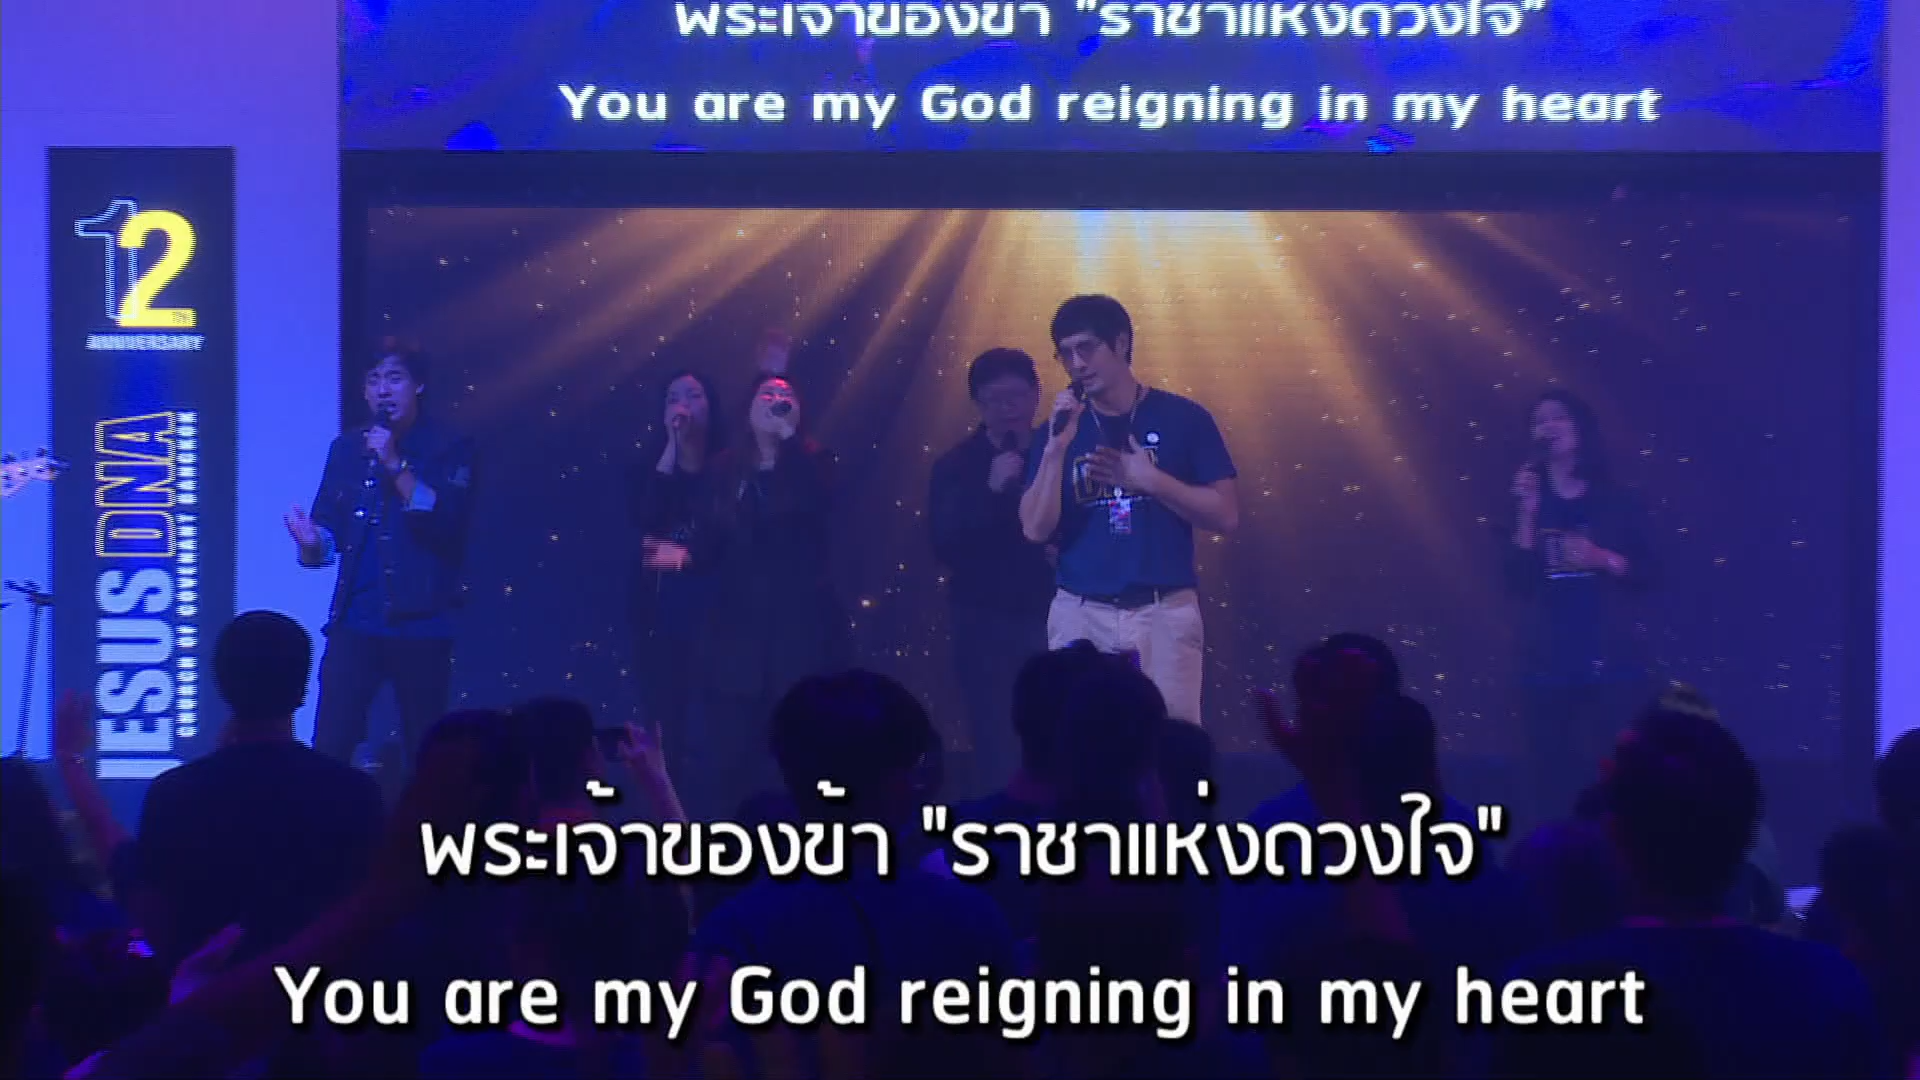 พระเจ้าของข้า "ราชาแห่งดวงใจ"
You are my God reigning in my heart
12
ANNIVERSARY
JESUS DNA
CHURCH OF COVENANT BANGKOK
พระเจ้าของข้า "ราชาแห่งดวงใจ"
You are my God reigning in my heart